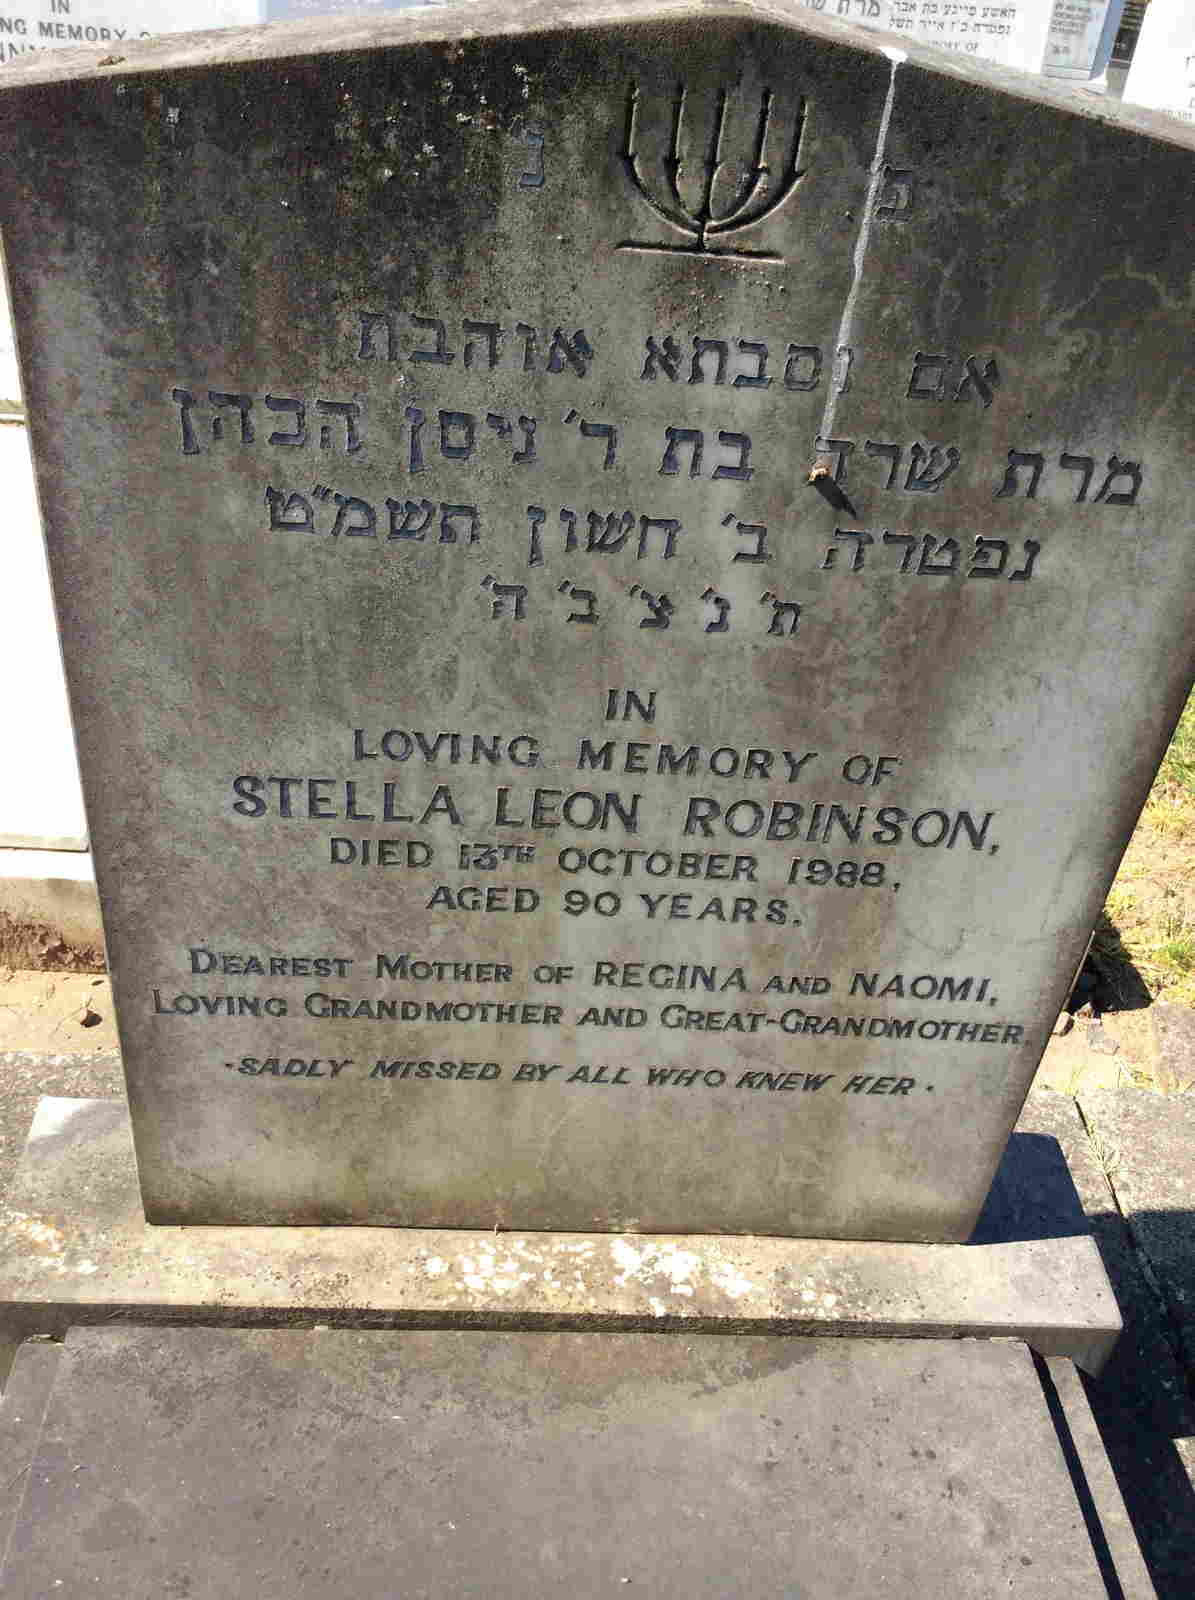 IN
פ נ
אם וסבתא אוהבת
מרת שרה בת ר' ניסן הכהן
נפטרה ב' חשון תשמ"ט
ת' נ' צ' ב' ה'
IN
LOVING MEMORY OF
STELLA LEON ROBINSON,
DIED 13TH OCTOBER 1988,
AGED 90 YEARS.
DEAREST MOTHER OF REGINA AND NAOMI,
LOVING GRANDMOTHER AND GREAT-GRANDMOTHER.
·SADLY MISSED BY ALL WHO KNEW HER·